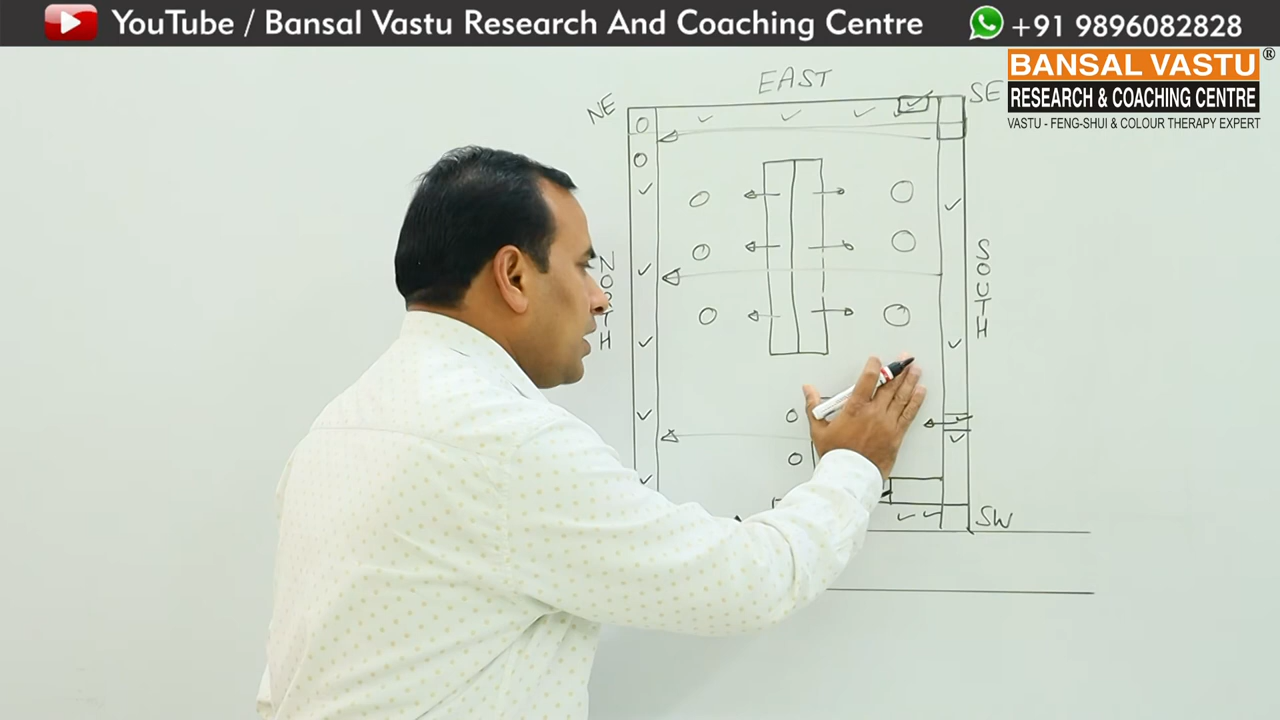 YouTube / Bansal Vastu Research And Coaching Centre
+91 9896082828
BANSAL VASTU®
RESEARCH & COACHING CENTRE
VASTU - FENG-SHUI & COLOUR THERAPY EXPERT
EAST
NE
SE
NORTH
SOUTH
SW